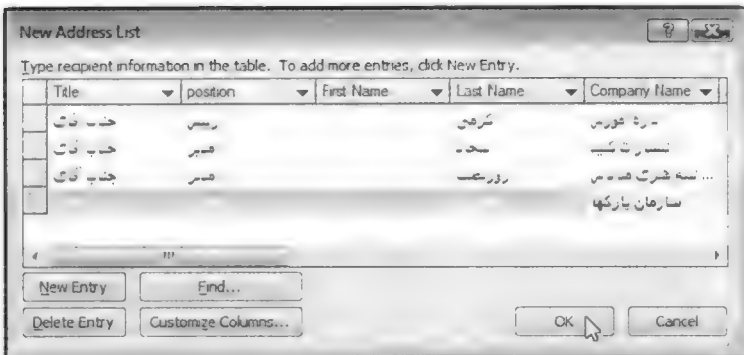 New Address List
Type recipient information in the table. To add more entries, click New Entry.
Title position First Name Last Name Company Name
جناب آقای رییس کرجی
جناب آقای مدیر
جناب آقای مدیر
سازمان پارکها
New Entry Find...
Delete Entry Customize Columns... OK Cancel